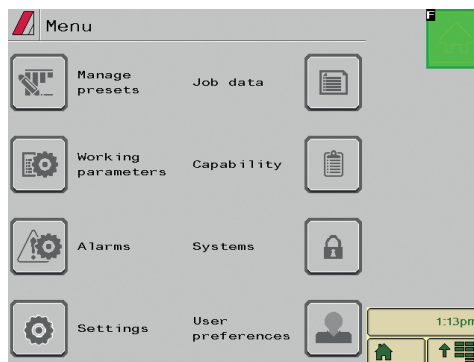 Menu
F
Manage
presets
Job data
Working
parameters
Capability
Alarms
Systems
Settings
User
preferences
1:13pm